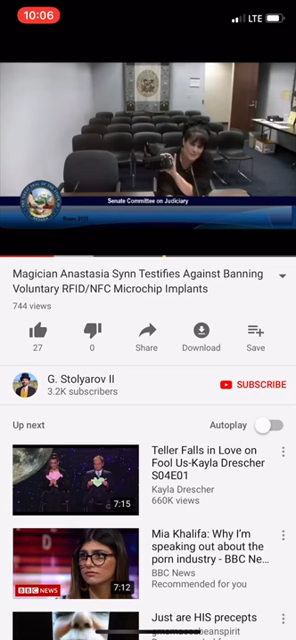 10:06
LTE
Senate Committee on Judiciary
Room 2135
Magician Anastasia Synn Testifies Against Banning
Voluntary RFID/NFC Microchip Implants
744 views
27
0
Share
Download
Save
G. Stolyarov II
3.2K subscribers
SUBSCRIBE
Up next
Autoplay
Teller Falls in Love on
Fool Us-Kayla Drescher
S04E01
Kayla Drescher
660K views
7:15
Mia Khalifa: Why I'm
speaking out about the
porn industry - BBC Ne...
BBC News
Recommended for you
BBC NEWS
7:12
Just are HIS precepts